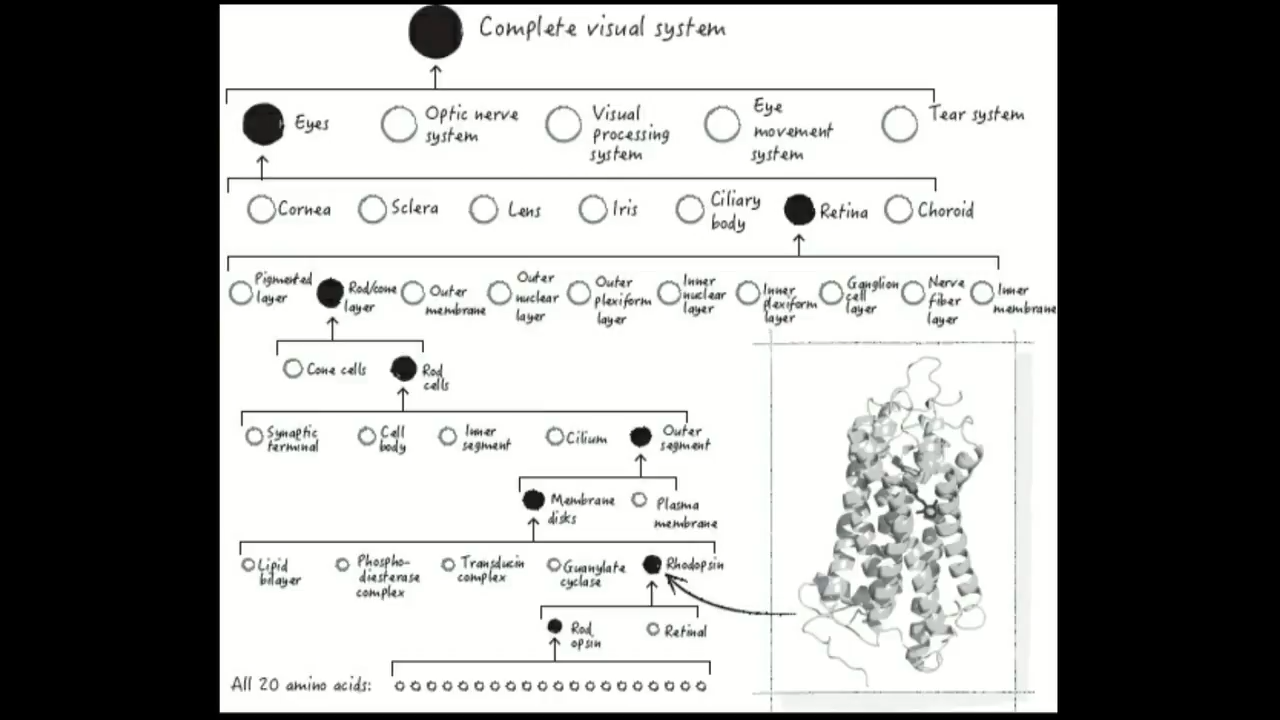 Complete visual system
Eyes
Optic nerve
system
Visual
processing
system
Eye
movement
system
Tear system
Cornea
Sclera
Lens
Iris
Ciliary
body
Retina
Choroid
Pigmented
layer
Rod/cone
layer
Outer
membrane
Outer
nuclear
layer
Outer
plexiform
layer
Inner
nuclear
layer
Inner
plexiform
layer
Ganglion
cell
layer
Nerve
fiber
layer
Inner
membrane
Cone cells
Rod
cells
Synaptic
terminal
Cell
body
Inner
segment
Cilium
Outer
segment
Membrane
disks
Plasma
membrane
Lipid
bilayer
Phospho-
diesterase
complex
Transducin
complex
Guanylate
cyclase
Rhodopsin
Rod
opsin
Retinal
All 20 amino acids: